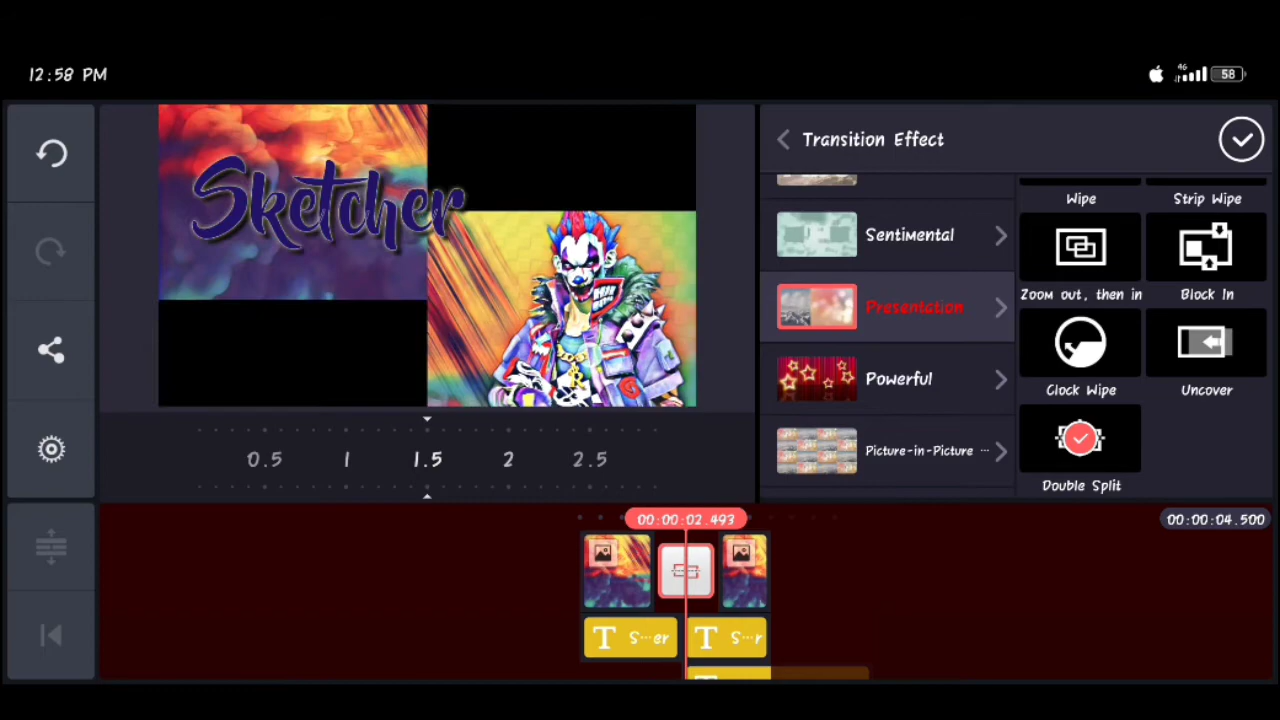 12:58 PM
4G
58
Sketcher
Transition Effect
Wipe
Strip Wipe
Sentimental
Zoom out, then in
Block In
Presentation
Clock Wipe
Uncover
Powerful
Picture-in-Picture ...
Double Split
0.5 1 1.5 2 2.5
00:00:02.493
00:00:04.500
T S...er
T S...r